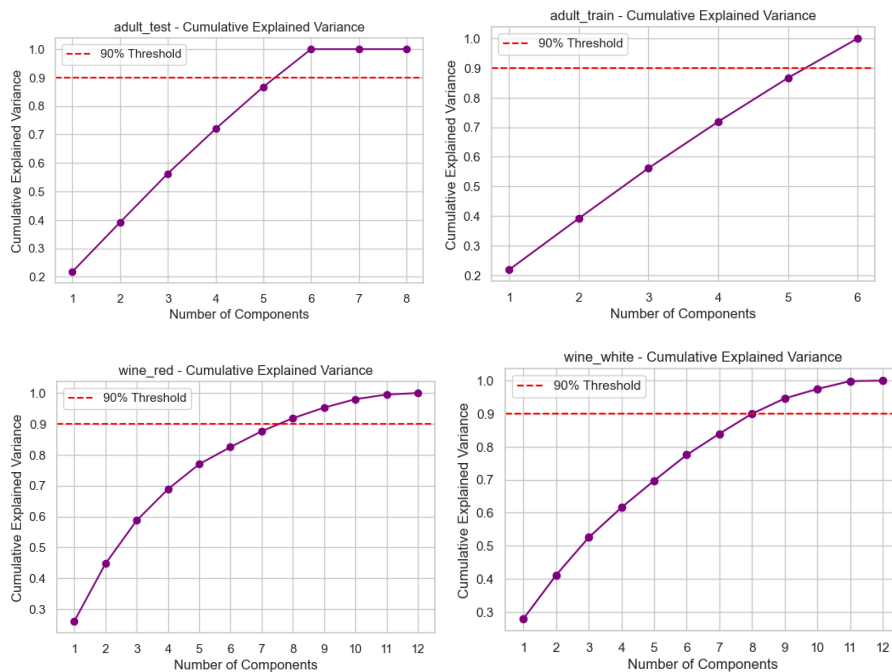 adult_test - Cumulative Explained Variance
90% Threshold
1.0
0.9
0.8
0.7
0.6
0.5
0.4
0.3
0.2
Cumulative Explained Variance
1 2 3 4 5 6 7 8
Number of Components
adult_train - Cumulative Explained Variance
90% Threshold
1.0
0.9
0.8
0.7
0.6
0.5
0.4
0.3
0.2
Cumulative Explained Variance
1 2 3 4 5 6
Number of Components
wine_red - Cumulative Explained Variance
90% Threshold
1.0
0.9
0.8
0.7
0.6
0.5
0.4
0.3
Cumulative Explained Variance
1 2 3 4 5 6 7 8 9 10 11 12
Number of Components
wine_white - Cumulative Explained Variance
90% Threshold
1.0
0.9
0.8
0.7
0.6
0.5
0.4
0.3
Cumulative Explained Variance
1 2 3 4 5 6 7 8 9 10 11 12
Number of Components